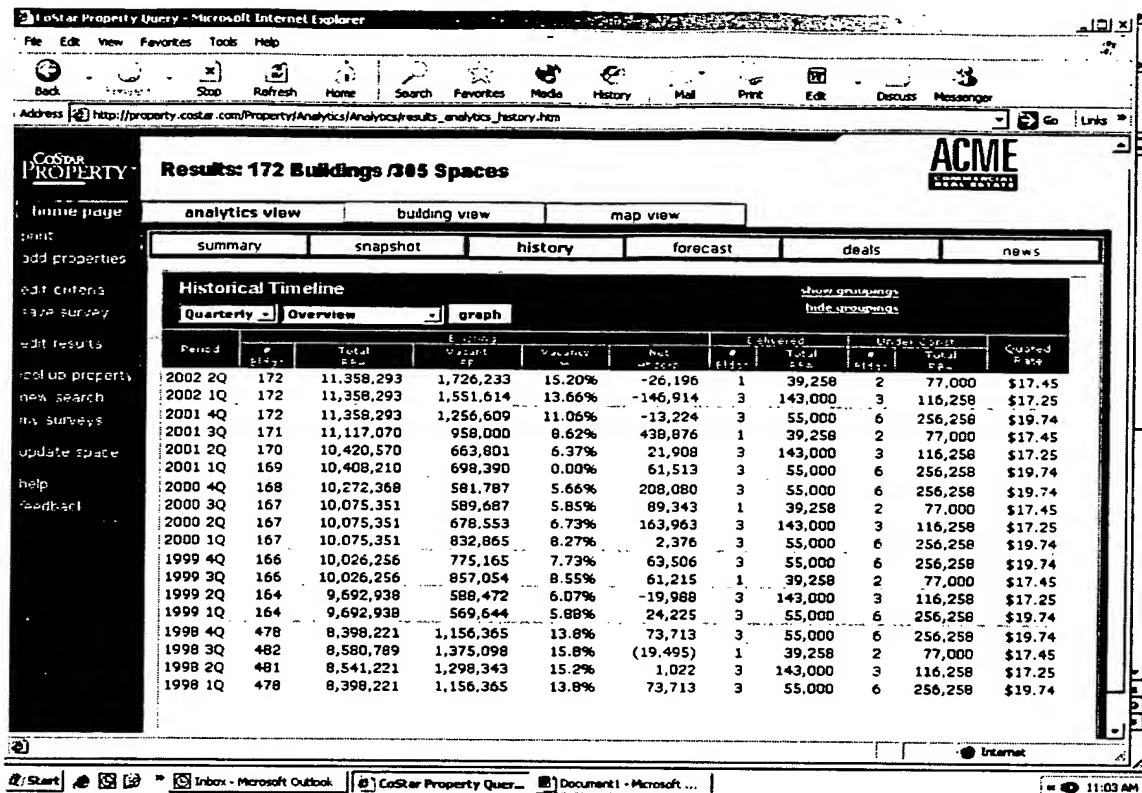 CoStar Property Query - Microsoft Internet Explorer
File Edit View Favorites Tools Help
Back Stop Refresh Home Search Favorites Media History Mail Print Edit Discuss Messenger
Address http://property.costar.com/Property/Analytics/Analytics/results_analytics_history.htm Go Links
COSTAR PROPERTY
Results: 172 Buildings /305 Spaces
ACME
COMMERCIAL REAL ESTATE
home page
analytics view building view map view
print
summary snapshot history forecast deals news
add properties
edit criteria
save survey
edit results
new search
my surveys
update space
help
feedback
Historical Timeline
show groupings
Quarterly Overview graph
hide groupings
Existing Delivered Under Const
Period # Bldgs Total RBA Vacant SF Vacancy % Net # Bldgs Total RBA # Bldgs Total RBA Quoted Rate
2002 2Q 172 11,358,293 1,726,233 15.20% -26,196 1 39,258 2 77,000 $17.45
2002 1Q 172 11,358,293 1,551,614 13.66% -146,914 3 143,000 3 116,258 $17.25
2001 4Q 172 11,358,293 1,256,609 11.06% -13,224 3 55,000 6 256,258 $19.74
2001 3Q 171 11,117,070 958,000 8.62% 438,876 1 39,258 2 77,000 $17.45
2001 2Q 170 10,420,570 663,801 6.37% 21,908 3 143,000 3 116,258 $17.25
2001 1Q 169 10,408,210 698,390 0.00% 61,513 3 55,000 6 256,258 $19.74
2000 4Q 168 10,272,368 581,787 5.66% 208,080 3 55,000 6 256,258 $19.74
2000 3Q 167 10,075,351 589,687 5.85% 89,343 1 39,258 2 77,000 $17.45
2000 2Q 167 10,075,351 678,553 6.73% 163,963 3 143,000 3 116,258 $17.25
2000 1Q 167 10,075,351 832,865 8.27% 2,376 3 55,000 6 256,258 $19.74
1999 4Q 166 10,026,256 775,165 7.73% 63,506 3 55,000 6 256,258 $19.74
1999 3Q 166 10,026,256 857,054 8.55% 61,215 1 39,258 2 77,000 $17.45
1999 2Q 164 9,692,938 588,472 6.07% -19,988 3 143,000 3 116,258 $17.25
1999 1Q 164 9,692,938 569,644 5.88% 24,225 3 55,000 6 256,258 $19.74
1998 4Q 478 8,398,221 1,156,365 13.8% 73,713 3 55,000 6 256,258 $19.74
1998 3Q 482 8,580,789 1,375,098 15.8% (19,495) 1 39,258 2 77,000 $17.45
1998 2Q 481 8,541,221 1,298,343 15.2% 1,022 3 143,000 3 116,258 $17.25
1998 1Q 478 8,398,221 1,156,365 13.8% 73,713 3 55,000 6 256,258 $19.74
Internet
Start Inbox - Microsoft Outlook CoStar Property Quer... Document1 - Microsoft ... 11:03 AM